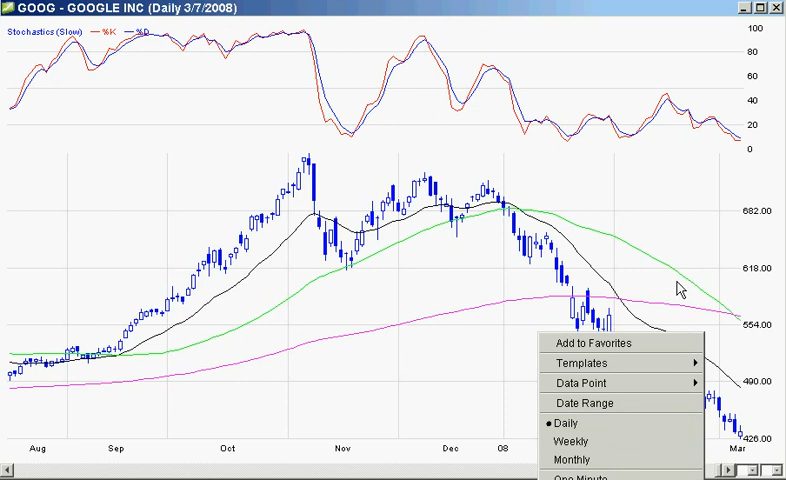 GOOG - GOOGLE INC (Daily 3/7/2008)
Stochastics (Slow) %K %D
100
80
60
40
20
0
682.00
618.00
554.00
490.00
426.00
Add to Favorites
Templates
Data Point
Date Range
Daily
Weekly
Monthly
One Minute
Aug Sep Oct Nov Dec 08 Mar